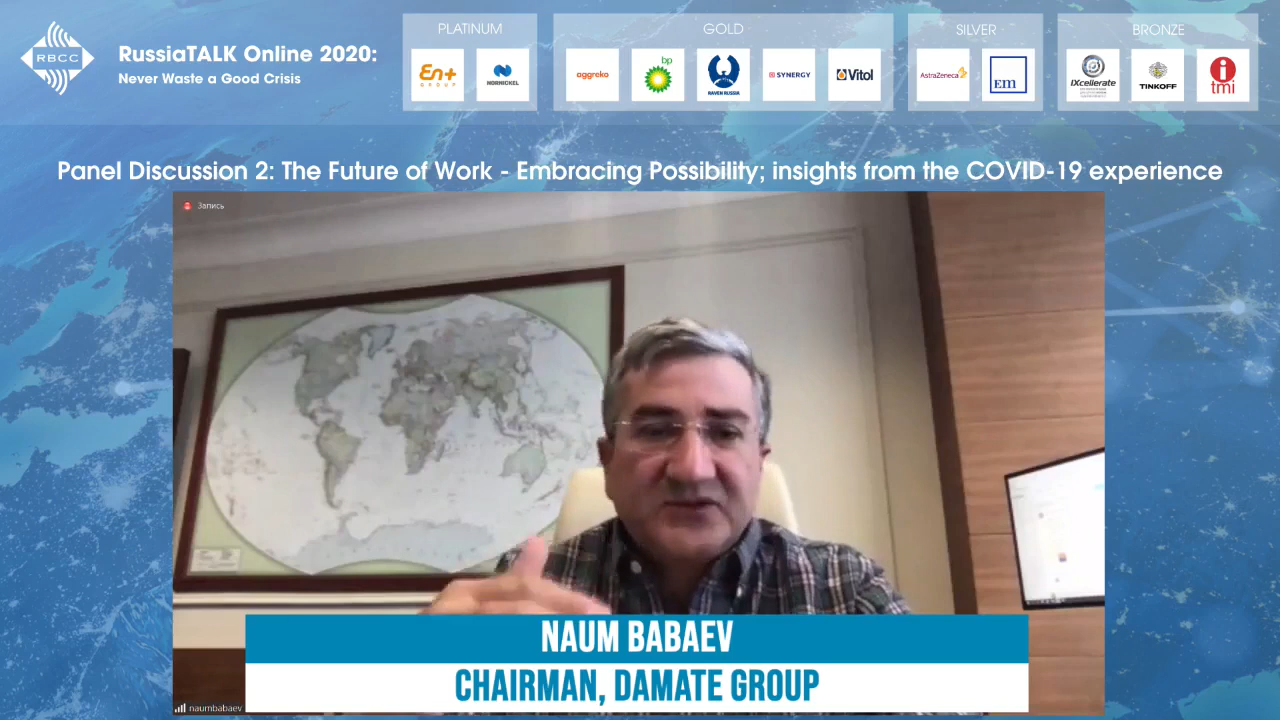 RBCC
RussiaTALK Online 2020:
Never Waste a Good Crisis
PLATINUM
GOLD
SILVER
BRONZE
En+
GROUP
NORNICKEL
aggreko
bp
RAVEN RUSSIA
SYNERGY
Vitol
AstraZeneca
Em
IXcellerate
TINKOFF
i
tmi
Panel Discussion 2: The Future of Work - Embracing Possibility; insights from the COVID-19 experience
Запись
NAUM BABAEV
CHAIRMAN, DAMATE GROUP
naumbabaev